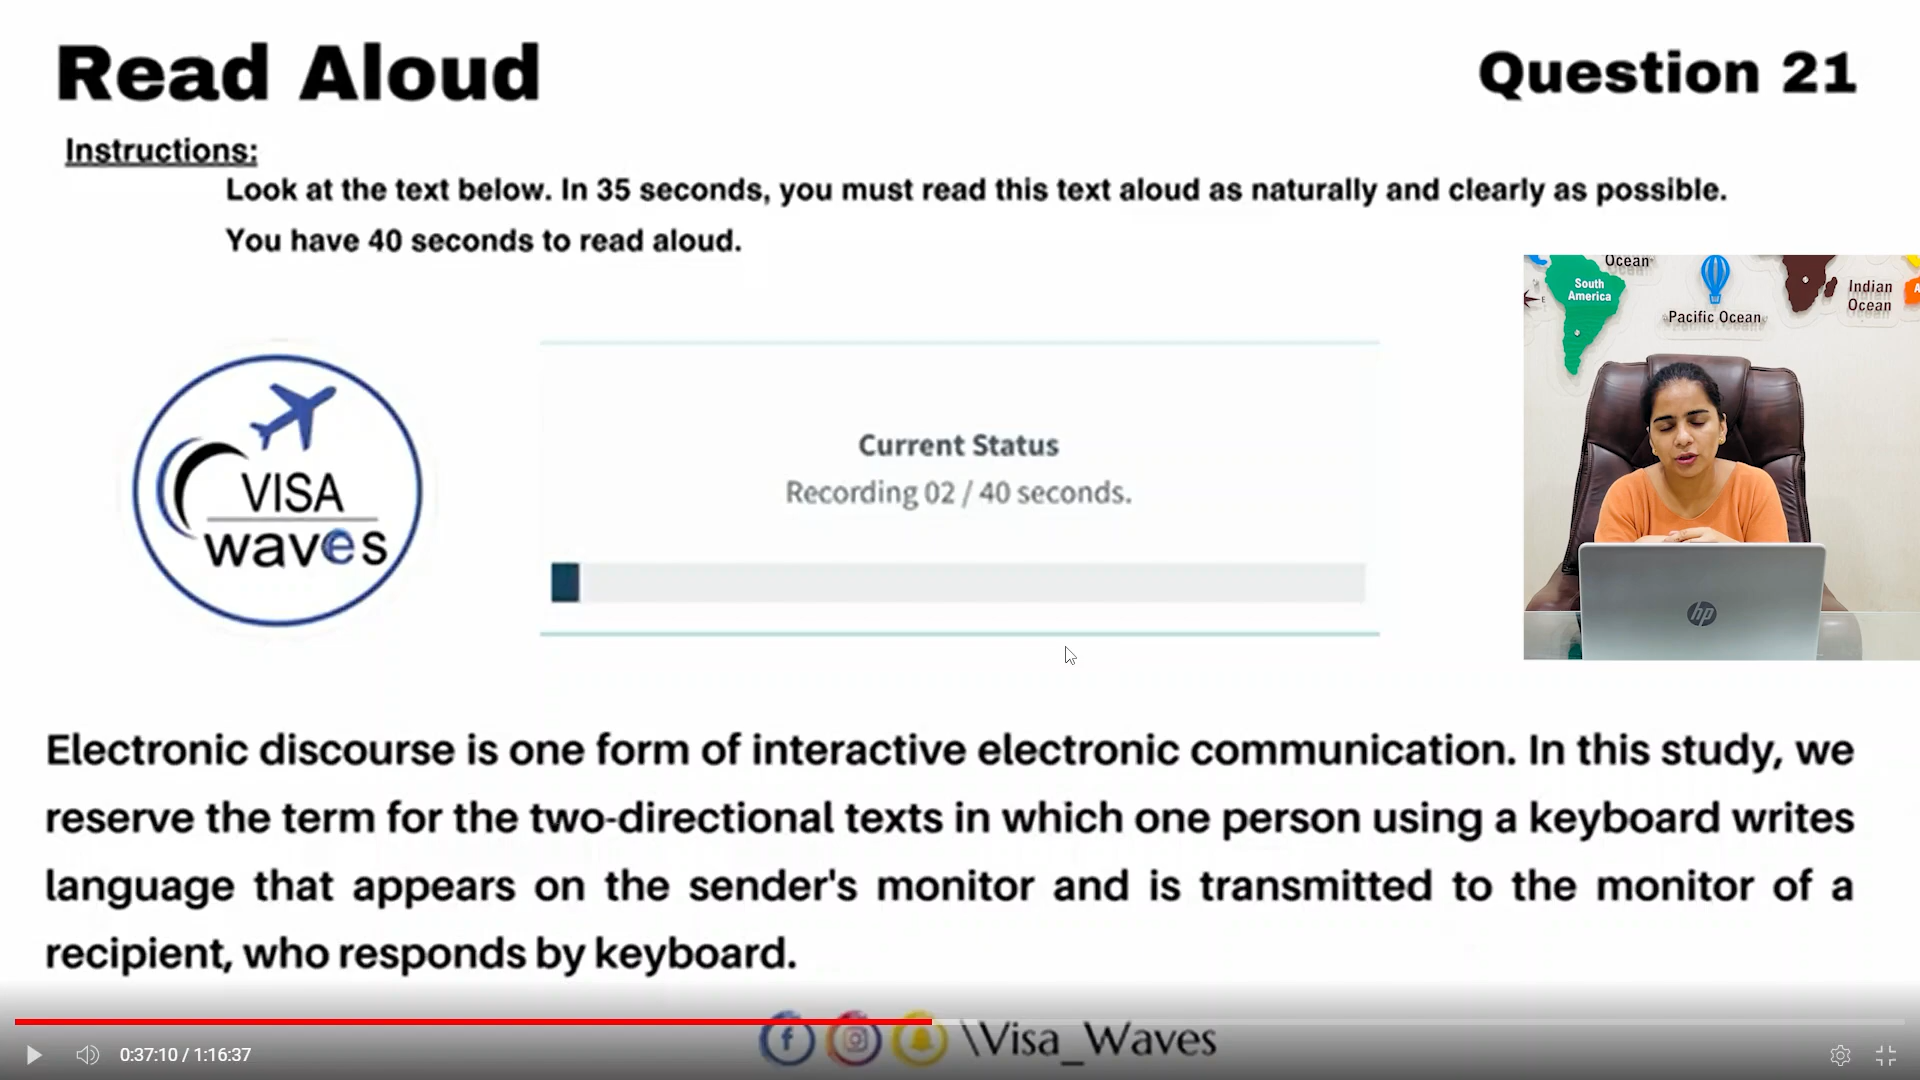 Read Aloud
Question 21
Instructions:
Look at the text below. In 35 seconds, you must read this text aloud as naturally and clearly as possible.
You have 40 seconds to read aloud.
Ocean
South
America
Pacific Ocean
Indian
Ocean
A
E
VISA
waves
Current Status
Recording 02 / 40 seconds.
hp
Electronic discourse is one form of interactive electronic communication. In this study, we
reserve the term for the two-directional texts in which one person using a keyboard writes
language that appears on the sender's monitor and is transmitted to the monitor of a
recipient, who responds by keyboard.
\Visa_Waves
0:37:10 / 1:16:37